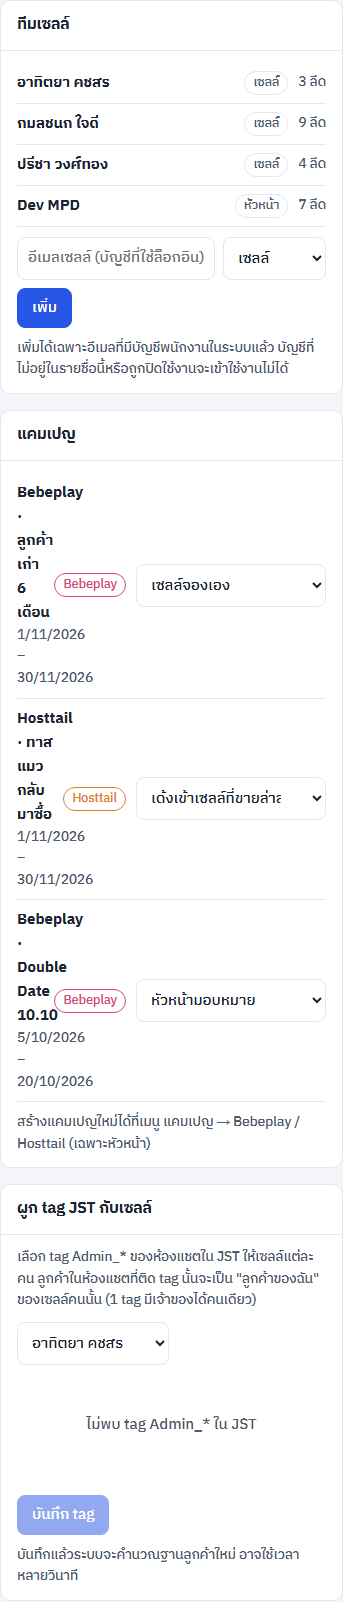 ทีมเซลล์
อาทิตยา คชสร เซลล์ 3 ลีด
กมลชนก ใจดี เซลล์ 9 ลีด
ปรีชา วงศ์ทอง เซลล์ 4 ลีด
Dev MPD หัวหน้า 7 ลีด
อีเมลเซลล์ (บัญชีที่ใช้ล็อกอิน) เซลล์
เพิ่ม
เพิ่มได้เฉพาะอีเมลที่มีบัญชีพนักงานในระบบแล้ว บัญชีที่
ไม่อยู่ในรายชื่อนี้หรือถูกปิดใช้งานจะเข้าใช้งานไม่ได้
แคมเปญ
Bebeplay
·
ลูกค้า
เก่า
6
เดือน
1/11/2026
–
30/11/2026
Bebeplay
เซลล์จองเอง
Hosttail
· ทาส
แมว
กลับ
มาซื้อ
1/11/2026
–
30/11/2026
Hosttail
เด้งเข้าเซลล์ที่ขายล่าส
Bebeplay
·
Double
Date
10.10
5/10/2026
–
20/10/2026
Bebeplay
หัวหน้ามอบหมาย
สร้างแคมเปญใหม่ได้ที่เมนู แคมเปญ → Bebeplay /
Hosttail (เฉพาะหัวหน้า)
ผูก tag JST กับเซลล์
เลือก tag Admin_* ของห้องแชตใน JST ให้เซลล์แต่ละ
คน ลูกค้าในห้องแชตที่ติด tag นั้นจะเป็น "ลูกค้าของฉัน"
ของเซลล์คนนั้น (1 tag มีเจ้าของได้คนเดียว)
อาทิตยา คชสร
ไม่พบ tag Admin_* ใน JST
บันทึก tag
บันทึกแล้วระบบจะคำนวณฐานลูกค้าใหม่ อาจใช้เวลา
หลายวินาที